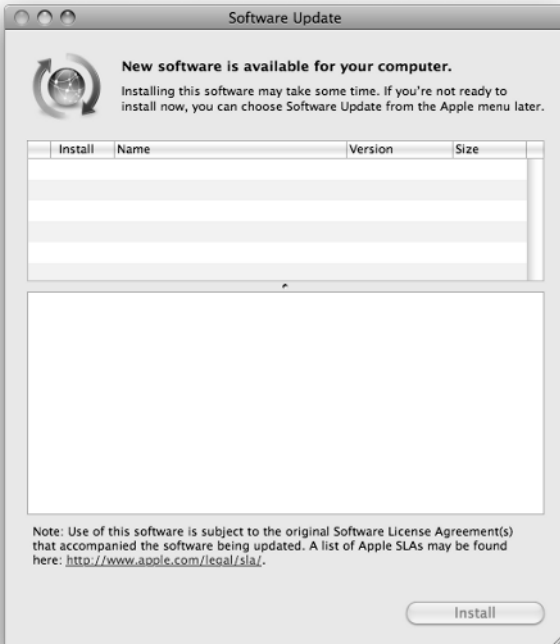 Software Update
New software is available for your computer.
Installing this software may take some time. If you're not ready to
install now, you can choose Software Update from the Apple menu later.
Install Name Version Size
Note: Use of this software is subject to the original Software License Agreement(s)
that accompanied the software being updated. A list of Apple SLAs may be found
here: http://www.apple.com/legal/sla/.
Install